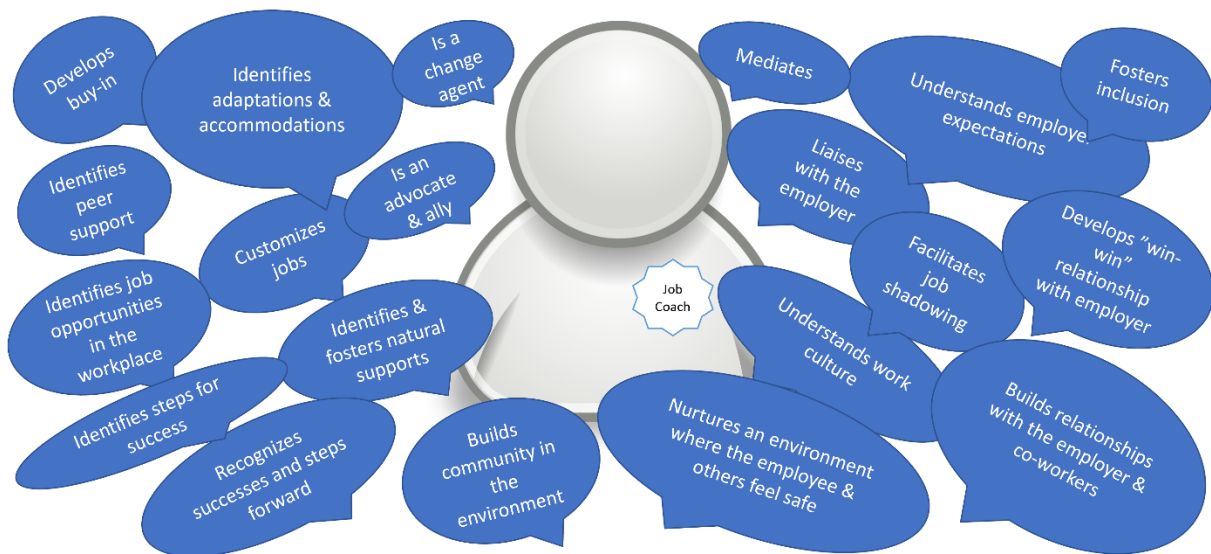 Develops
buy-in
Identifies
adaptations &
accommodations
Is a
change
agent
Mediates
Understands employe
expectations
Fosters
inclusion
Identifies
peer
support
Is an
advocate
& ally
Liaises
with the
employer
Customizes
jobs
Facilitates
job
shadowing
Develops ”win-
win”
relationship
with employer
Identifies job
opportunities
in the
workplace
Identifies &
fosters natural
supports
Job
Coach
Understands work
culture
Identifies steps for
success
Recognizes
successes and steps
forward
Builds
community in
the
environment
Nurtures an environment
where the employee &
others feel safe
Builds relationships
with the employer &
co-workers